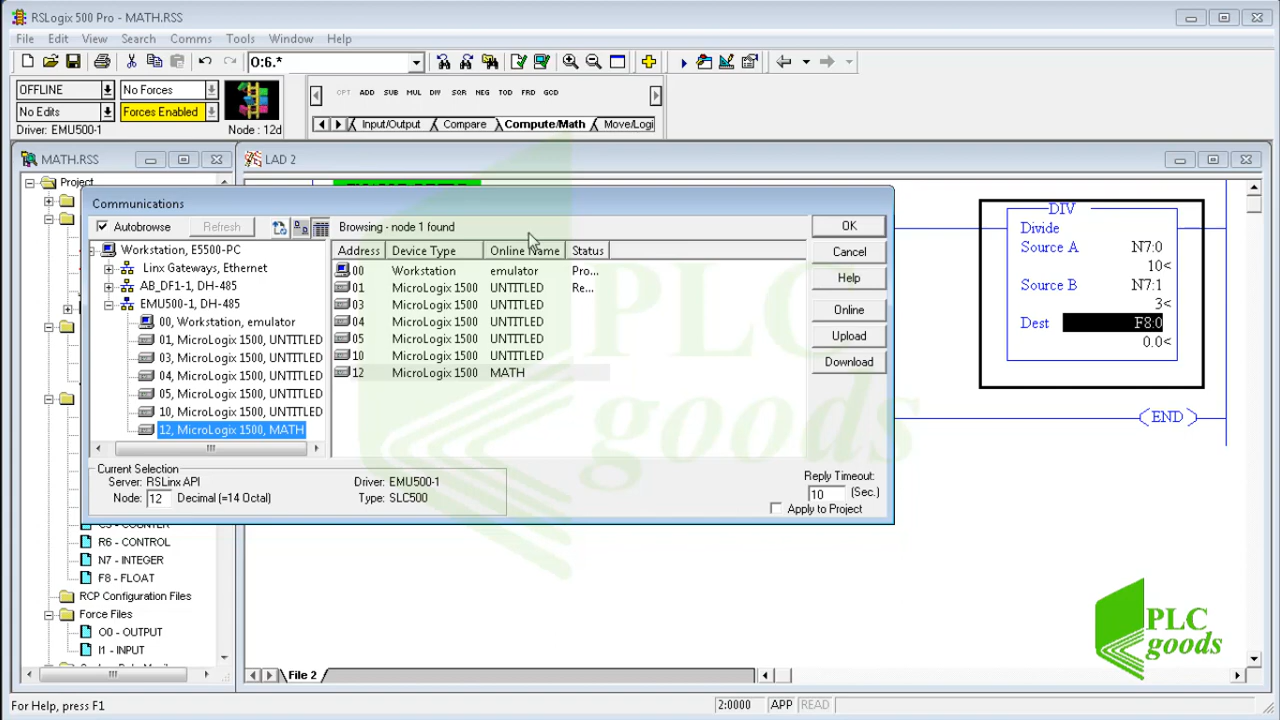 RSLogix 500 Pro - MATH.RSS
File Edit View Search Comms Tools Window Help
O:6.*
OFFLINE No Forces
No Edits Forces Enabled
Driver: EMU500-1 Node : 12d
OPT ADD SUB MUL DIV SQR NEG TOD FRD GCD
Input/Output Compare Compute/Math Move/Logi
MATH.RSS
LAD 2
Project
Communications
Autobrowse Refresh Browsing - node 1 found
Workstation, E5500-PC
Linx Gateways, Ethernet
AB_DF1-1, DH-485
EMU500-1, DH-485
00, Workstation, emulator
01, MicroLogix 1500, UNTITLED
03, MicroLogix 1500, UNTITLED
04, MicroLogix 1500, UNTITLED
05, MicroLogix 1500, UNTITLED
10, MicroLogix 1500, UNTITLED
12, MicroLogix 1500, MATH
Address Device Type Online Name Status
00 Workstation emulator Pro...
01 MicroLogix 1500 UNTITLED Re...
03 MicroLogix 1500 UNTITLED
04 MicroLogix 1500 UNTITLED
05 MicroLogix 1500 UNTITLED
10 MicroLogix 1500 UNTITLED
12 MicroLogix 1500 MATH
OK
Cancel
Help
Online
Upload
Download
Current Selection
Server: RSLinx API Driver: EMU500-1
Node: 12 Decimal (=14 Octal) Type: SLC500
Reply Timeout:
10 (Sec.)
Apply to Project
DIV
Divide
Source A N7:0
10<
Source B N7:1
3<
Dest F8:0
0.0<
END
R6 - CONTROL
N7 - INTEGER
F8 - FLOAT
RCP Configuration Files
Force Files
O0 - OUTPUT
I1 - INPUT
PLC
goods
PLC
goods
File 2
For Help, press F1 2:0000 APP READ